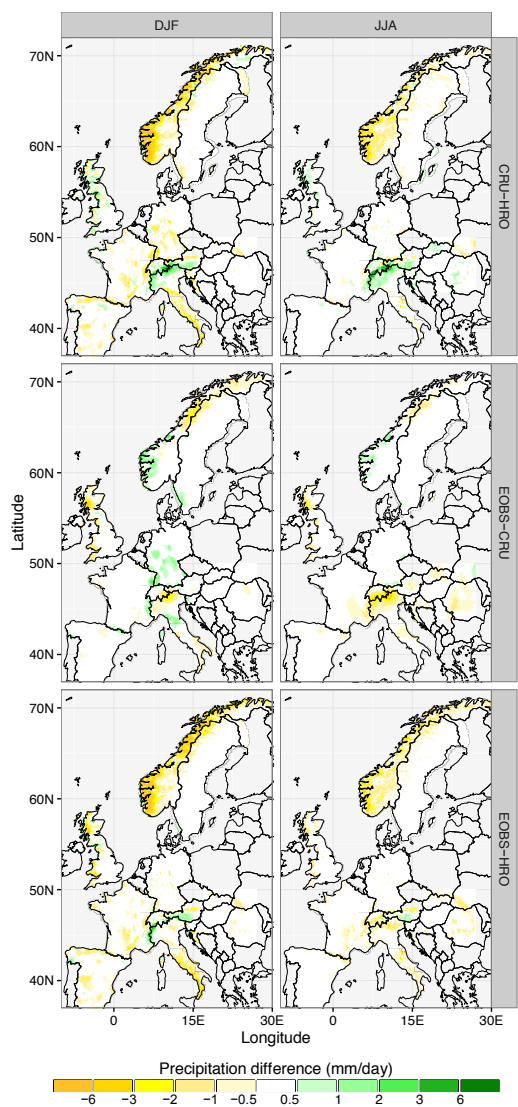 DJF
JJA
70N
60N
50N
40N
CRU−HRO
70N
60N
50N
40N
EOBS−CRU
70N
60N
50N
40N
EOBS−HRO
Latitude
0
15E
30E
0
15E
30E
Longitude
Precipitation difference (mm/day)
−6
−3
−2
−1
−0.5
0.5
1
2
3
6